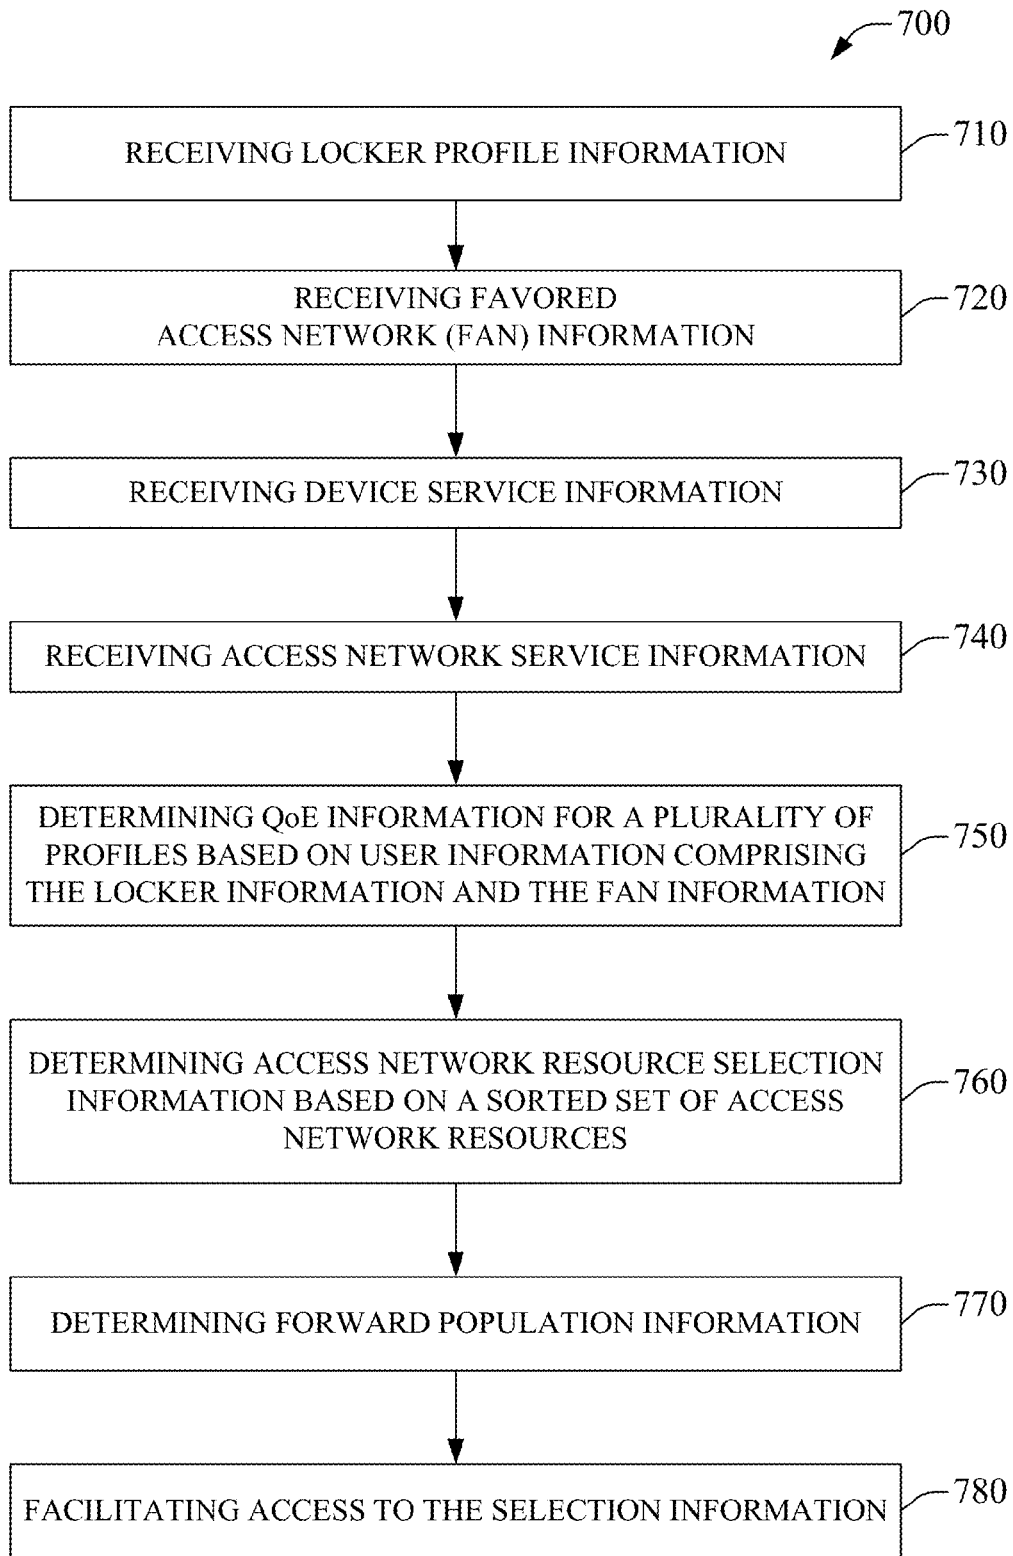 700
RECEIVING LOCKER PROFILE INFORMATION
710
RECEIVING FAVORED
ACCESS NETWORK (FAN) INFORMATION
720
RECEIVING DEVICE SERVICE INFORMATION
730
RECEIVING ACCESS NETWORK SERVICE INFORMATION
740
DETERMINING QoE INFORMATION FOR A PLURALITY OF
PROFILES BASED ON USER INFORMATION COMPRISING
THE LOCKER INFORMATION AND THE FAN INFORMATION
750
DETERMINING ACCESS NETWORK RESOURCE SELECTION
INFORMATION BASED ON A SORTED SET OF ACCESS
NETWORK RESOURCES
760
DETERMINING FORWARD POPULATION INFORMATION
770
FACILITATING ACCESS TO THE SELECTION INFORMATION
780